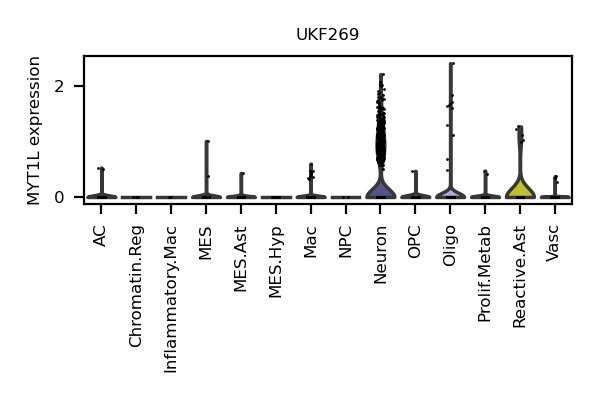 UKF269
MYT1L expression
2
0
AC
Chromatin.Reg
Inflammatory.Mac
MES
MES.Ast
MES.Hyp
Mac
NPC
Neuron
OPC
Oligo
Prolif.Metab
Reactive.Ast
Vasc